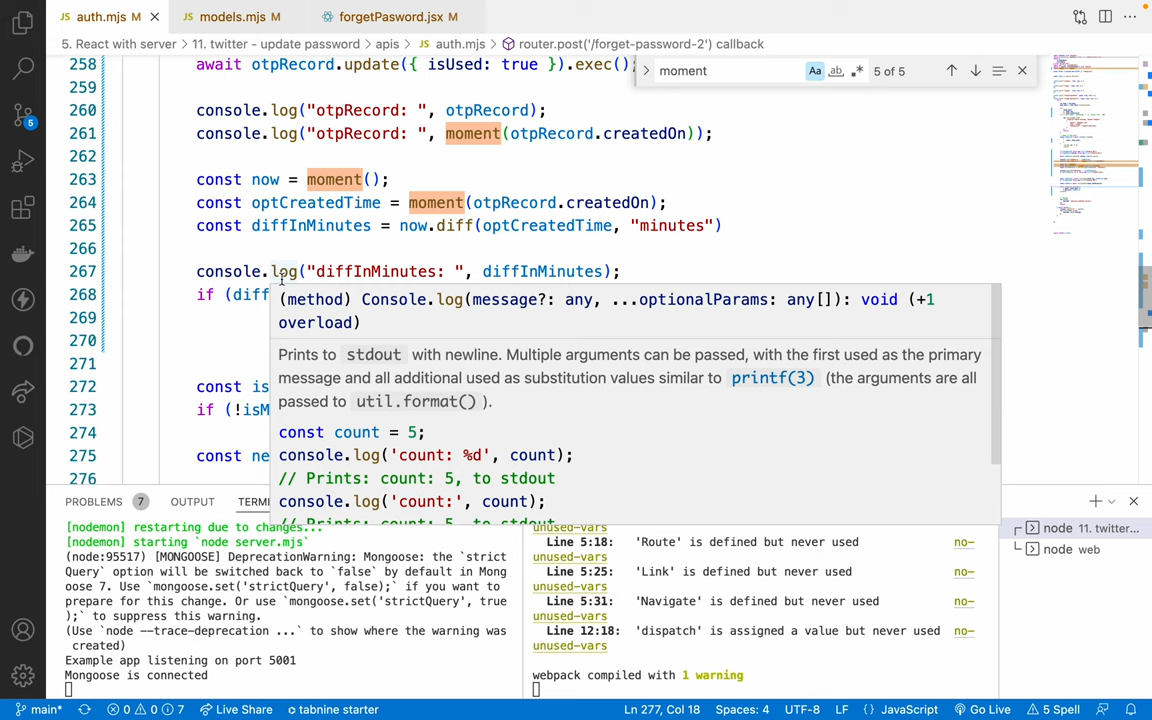 auth.mjs M
models.mjs M
forgetPasword.jsx M
5. React with server > 11. twitter - update password > apis > JS auth.mjs > router.post('/forget-password-2') callback
moment
Aa
ab
5 of 5
258 await otpRecord.update({ isUsed: true }).exec();
259
260 console.log("otpRecord: ", otpRecord);
261 console.log("otpRecord: ", moment(otpRecord.createdOn));
262
263 const now = moment();
264 const optCreatedTime = moment(otpRecord.createdOn);
265 const diffInMinutes = now.diff(optCreatedTime, "minutes")
266
267 console.log("diffInMinutes: ", diffInMinutes);
268 if (diff
269
270
271
272 const is
273 if (!isM
274
275 const ne
276
(method) Console.log(message?: any, ...optionalParams: any[]): void (+1
overload)
Prints to stdout with newline. Multiple arguments can be passed, with the first used as the primary
message and all additional used as substitution values similar to printf(3) (the arguments are all
passed to util.format() ).
const count = 5;
console.log('count: %d', count);
// Prints: count: 5, to stdout
console.log('count:', count);
// Prints: count: 5, to stdout
5
PROBLEMS 7 OUTPUT TERM
[nodemon] restarting due to changes...
[nodemon] starting `node server.mjs`
(node:95517) [MONGOOSE] DeprecationWarning: Mongoose: the `strict
Query` option will be switched back to `false` by default in Mong
oose 7. Use `mongoose.set('strictQuery', false);` if you want to
prepare for this change. Or use `mongoose.set('strictQuery', true
);` to suppress this warning.
(Use `node --trace-deprecation ...` to show where the warning was
created)
Example app listening on port 5001
Mongoose is connected
unused-vars
Line 5:18: 'Route' is defined but never used no-
unused-vars
Line 5:25: 'Link' is defined but never used no-
unused-vars
Line 5:31: 'Navigate' is defined but never used no-
unused-vars
Line 12:18: 'dispatch' is assigned a value but never used no-
unused-vars
webpack compiled with 1 warning
node 11. twitter...
node web
main* 0 0 7 Live Share tabnine starter Ln 277, Col 18 Spaces: 4 UTF-8 LF {} JavaScript Go Live 5 Spell